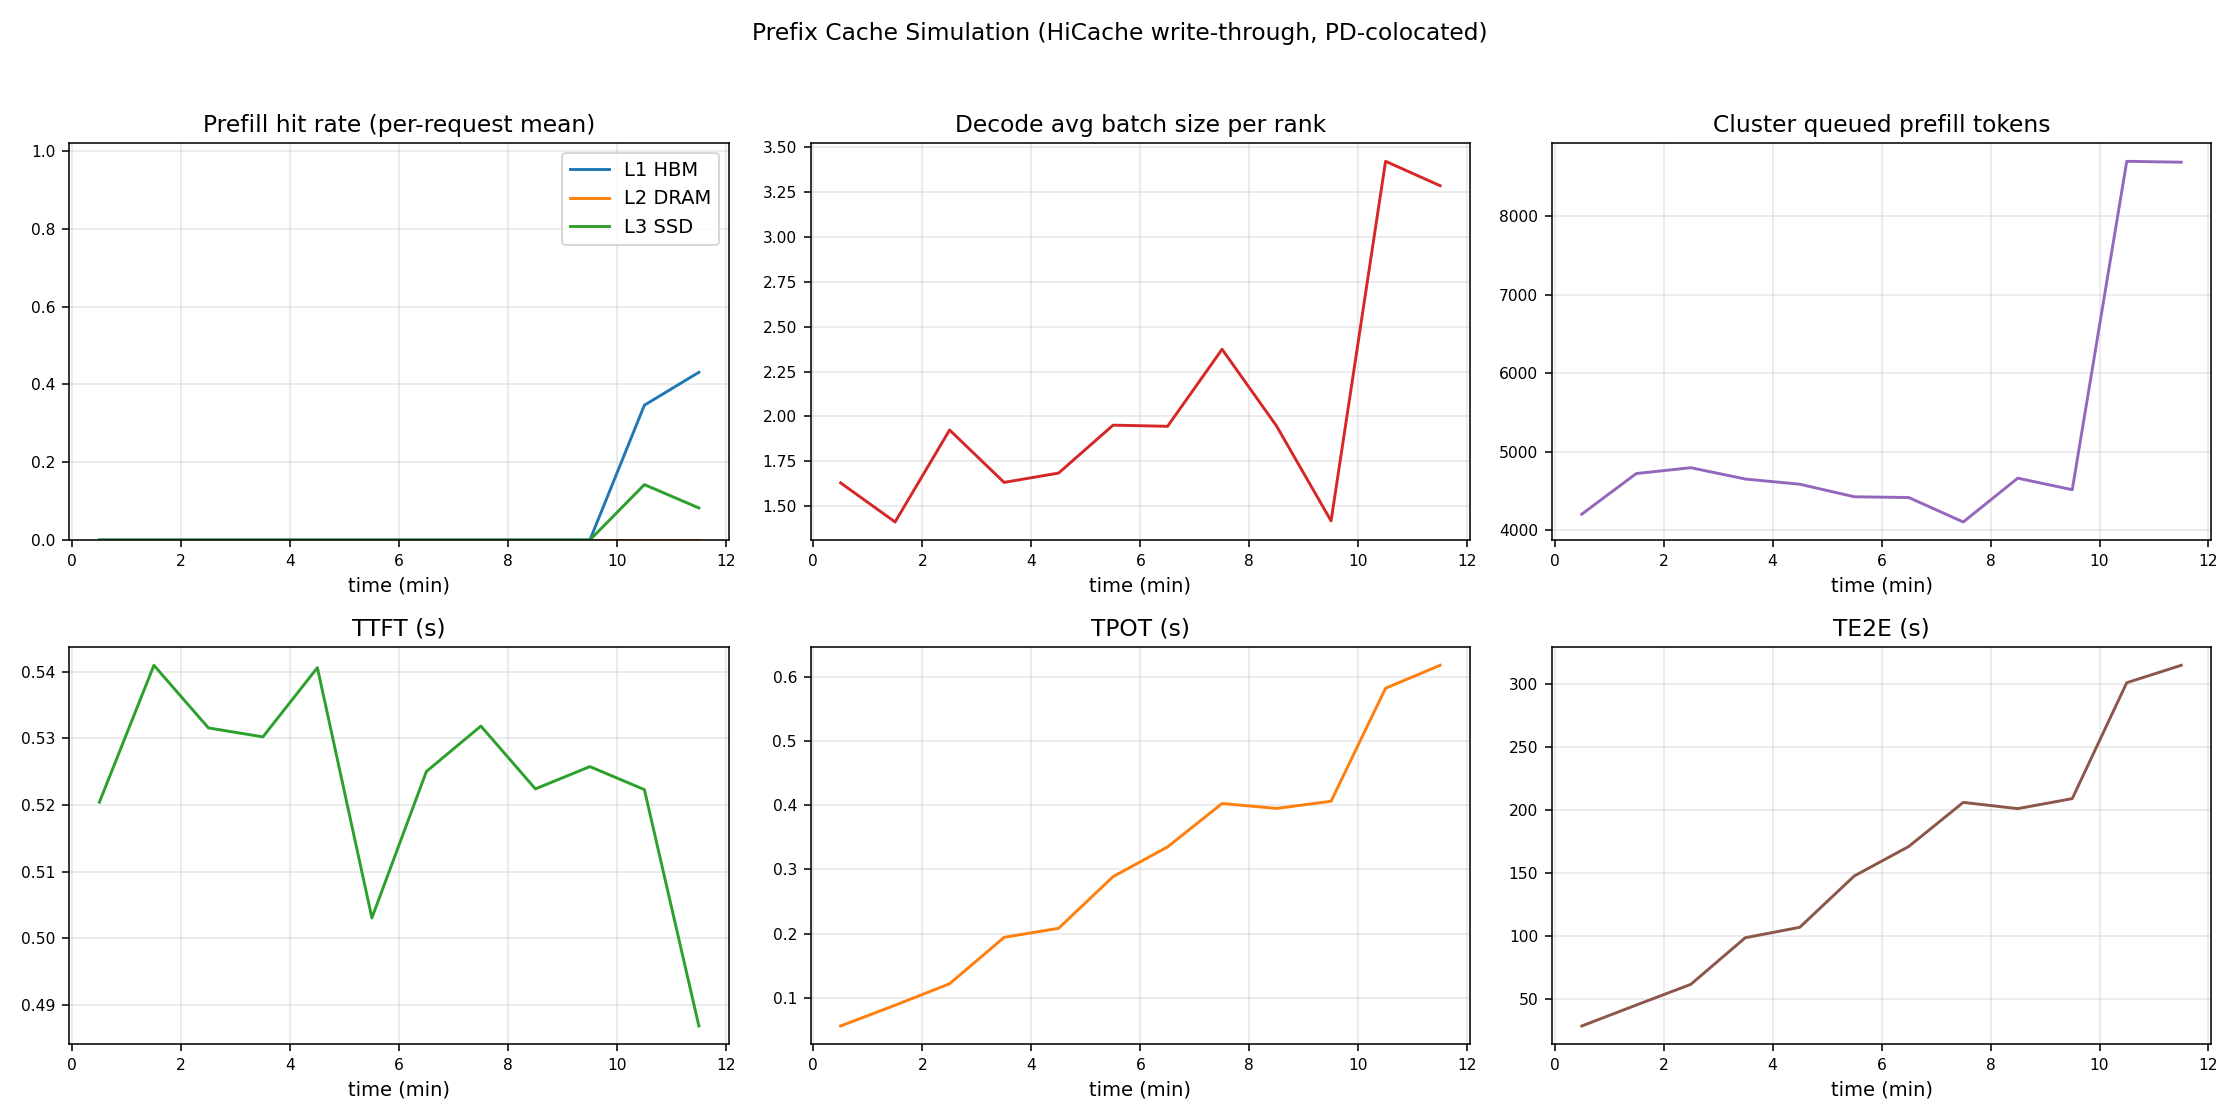 Prefix Cache Simulation (HiCache write-through, PD-colocated)
Prefill hit rate (per-request mean)
1.0
0.8
0.6
0.4
0.2
0.0
0 2 4 6 8 10 12
time (min)
L1 HBM
L2 DRAM
L3 SSD
Decode avg batch size per rank
3.50
3.25
3.00
2.75
2.50
2.25
2.00
1.75
1.50
0 2 4 6 8 10 12
time (min)
Cluster queued prefill tokens
8000
7000
6000
5000
4000
0 2 4 6 8 10 12
time (min)
TTFT (s)
0.54
0.53
0.52
0.51
0.50
0.49
0 2 4 6 8 10 12
time (min)
TPOT (s)
0.6
0.5
0.4
0.3
0.2
0.1
0 2 4 6 8 10 12
time (min)
TE2E (s)
300
250
200
150
100
50
0 2 4 6 8 10 12
time (min)